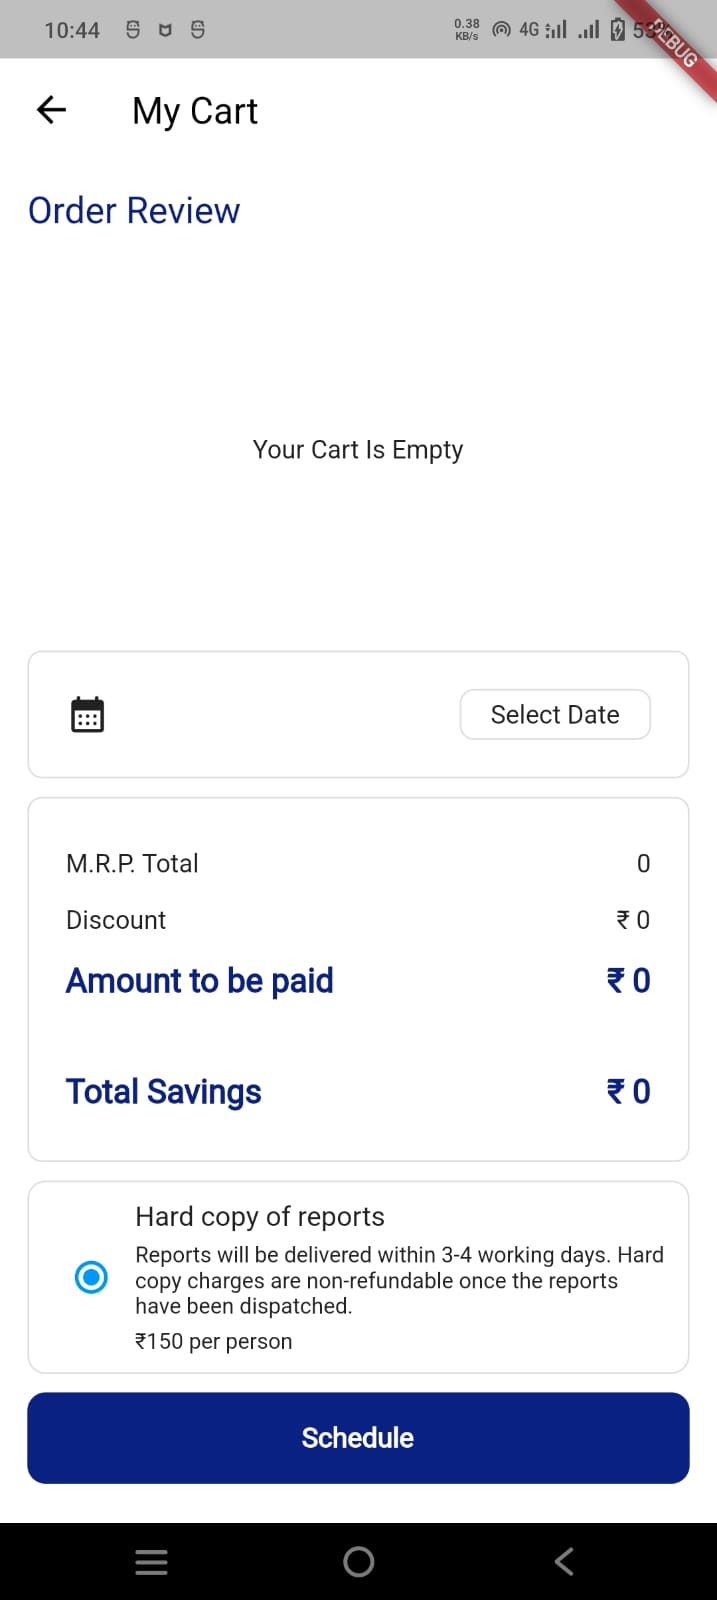 10:44
0.38
KB/s
4G
53%
DEBUG
My Cart
Order Review
Your Cart Is Empty
Select Date
M.R.P. Total 0
Discount ₹ 0
Amount to be paid ₹ 0
Total Savings ₹ 0
Hard copy of reports
Reports will be delivered within 3-4 working days. Hard
copy charges are non-refundable once the reports
have been dispatched.
₹150 per person
Schedule